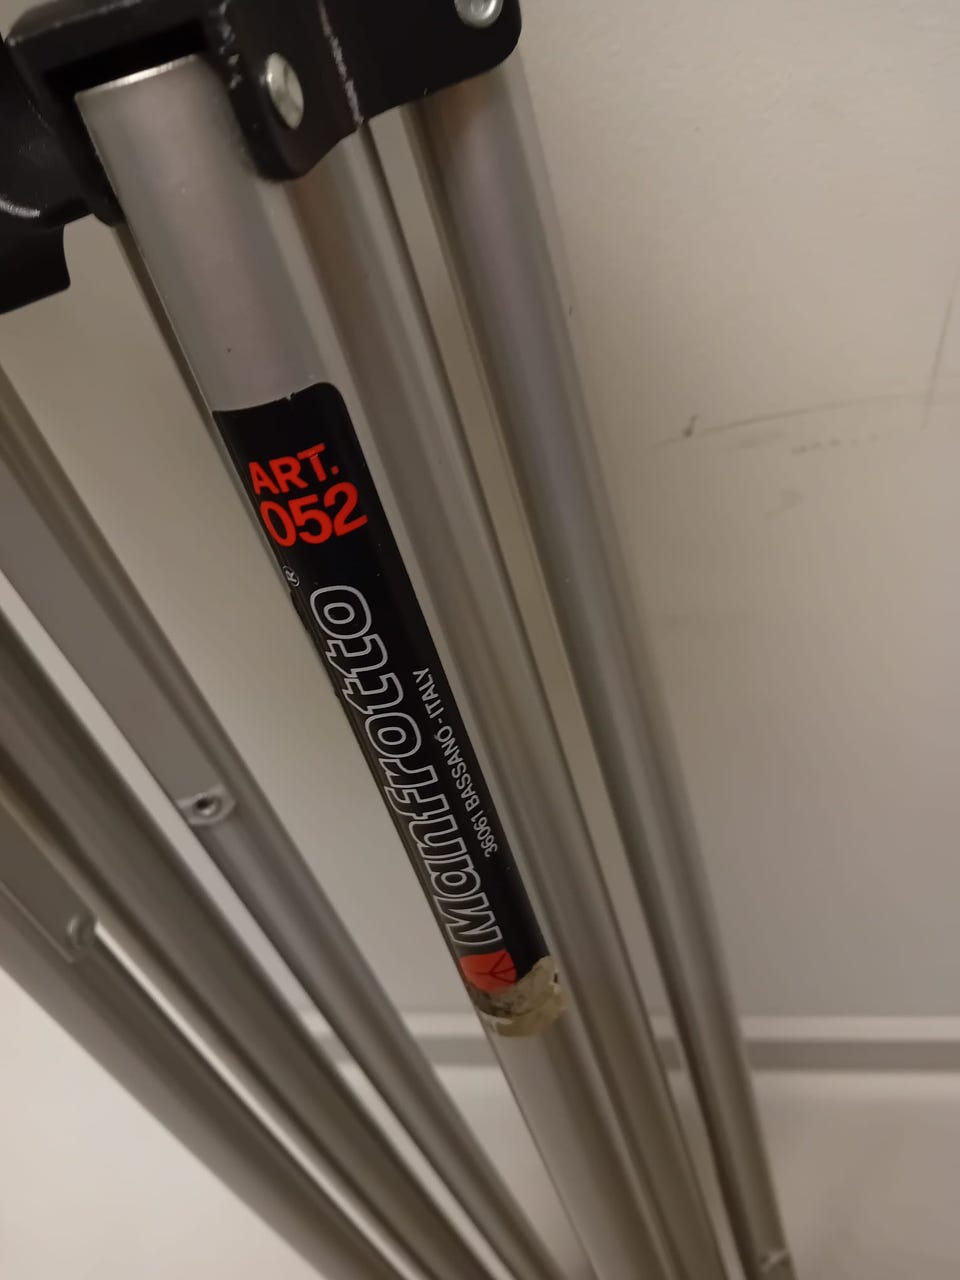 ART.
052
Manfrotto®
36061 BASSANO-ITALY